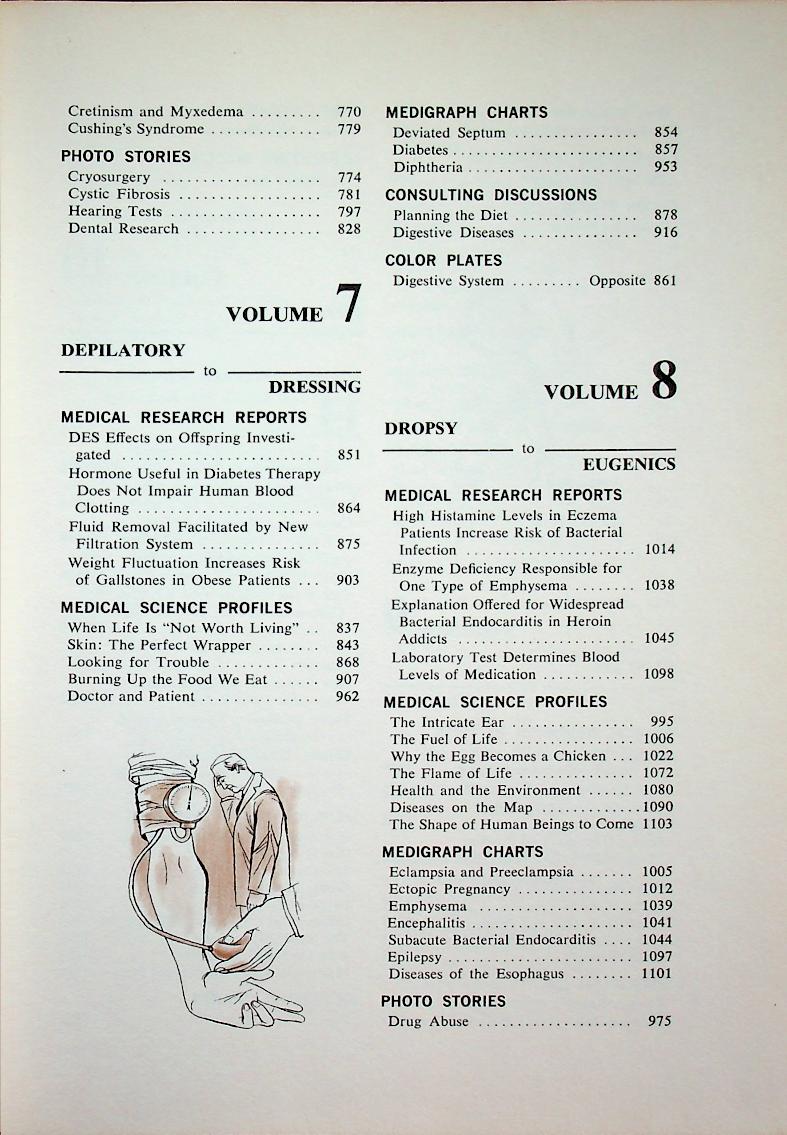 Cretinism and Myxedema ......... 770
Cushing's Syndrome .............. 779
PHOTO STORIES
Cryosurgery .................... 774
Cystic Fibrosis .................. 781
Hearing Tests ................... 797
Dental Research ................. 828
VOLUME 7
DEPILATORY
to
DRESSING
MEDICAL RESEARCH REPORTS
DES Effects on Offspring Investi-
gated ......................... 851
Hormone Useful in Diabetes Therapy
Does Not Impair Human Blood
Clotting ....................... 864
Fluid Removal Facilitated by New
Filtration System ............... 875
Weight Fluctuation Increases Risk
of Gallstones in Obese Patients ... 903
MEDICAL SCIENCE PROFILES
When Life Is “Not Worth Living” .. 837
Skin: The Perfect Wrapper ........ 843
Looking for Trouble ............. 868
Burning Up the Food We Eat ...... 907
Doctor and Patient ............... 962
MEDIGRAPH CHARTS
Deviated Septum ................ 854
Diabetes ........................ 857
Diphtheria ...................... 953
CONSULTING DISCUSSIONS
Planning the Diet ................ 878
Digestive Diseases ............... 916
COLOR PLATES
Digestive System ......... Opposite 861
VOLUME 8
DROPSY
to
EUGENICS
MEDICAL RESEARCH REPORTS
High Histamine Levels in Eczema
Patients Increase Risk of Bacterial
Infection ...................... 1014
Enzyme Deficiency Responsible for
One Type of Emphysema ........ 1038
Explanation Offered for Widespread
Bacterial Endocarditis in Heroin
Addicts ....................... 1045
Laboratory Test Determines Blood
Levels of Medication ............ 1098
MEDICAL SCIENCE PROFILES
The Intricate Ear ................ 995
The Fuel of Life ................. 1006
Why the Egg Becomes a Chicken ... 1022
The Flame of Life ............... 1072
Health and the Environment ...... 1080
Diseases on the Map ............. 1090
The Shape of Human Beings to Come 1103
MEDIGRAPH CHARTS
Eclampsia and Preeclampsia ....... 1005
Ectopic Pregnancy ............... 1012
Emphysema .................... 1039
Encephalitis ..................... 1041
Subacute Bacterial Endocarditis .... 1044
Epilepsy ........................ 1097
Diseases of the Esophagus ........ 1101
PHOTO STORIES
Drug Abuse .................... 975